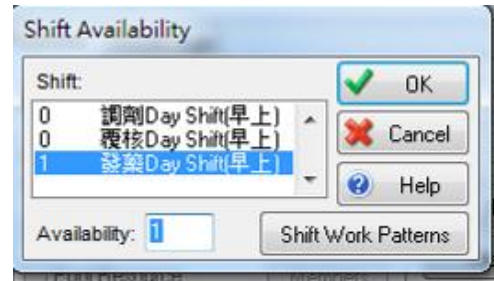 Shift Availability
Shift:
OK
0 調劑Day Shift(早上)
0 覆核Day Shift(早上)
Cancel
1 發藥Day Shift(早上)
Help
Availability: 1
Shift Work Patterns